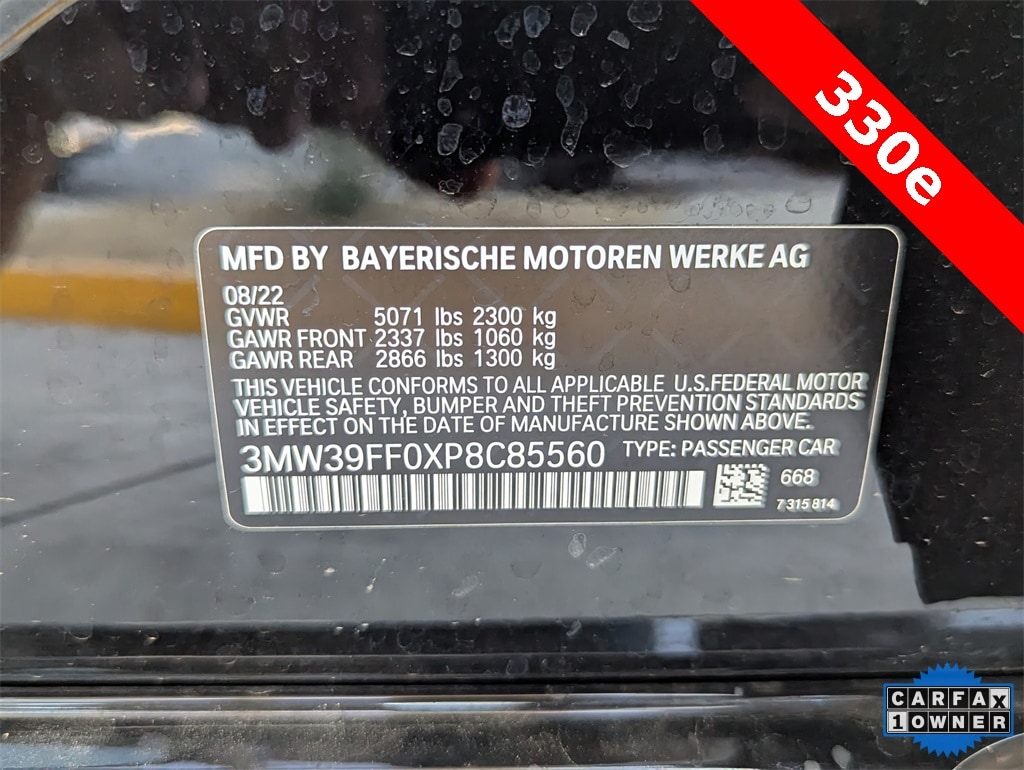 330e
MFD BY BAYERISCHE MOTOREN WERKE AG
08/22
GVWR 5071 lbs 2300 kg
GAWR FRONT 2337 lbs 1060 kg
GAWR REAR 2866 lbs 1300 kg
THIS VEHICLE CONFORMS TO ALL APPLICABLE U.S.FEDERAL MOTOR
VEHICLE SAFETY, BUMPER AND THEFT PREVENTION STANDARDS
IN EFFECT ON THE DATE OF MANUFACTURE SHOWN ABOVE.
3MW39FF0XP8C85560 TYPE: PASSENGER CAR
668
7 315 814
CARFAX
1 OWNER